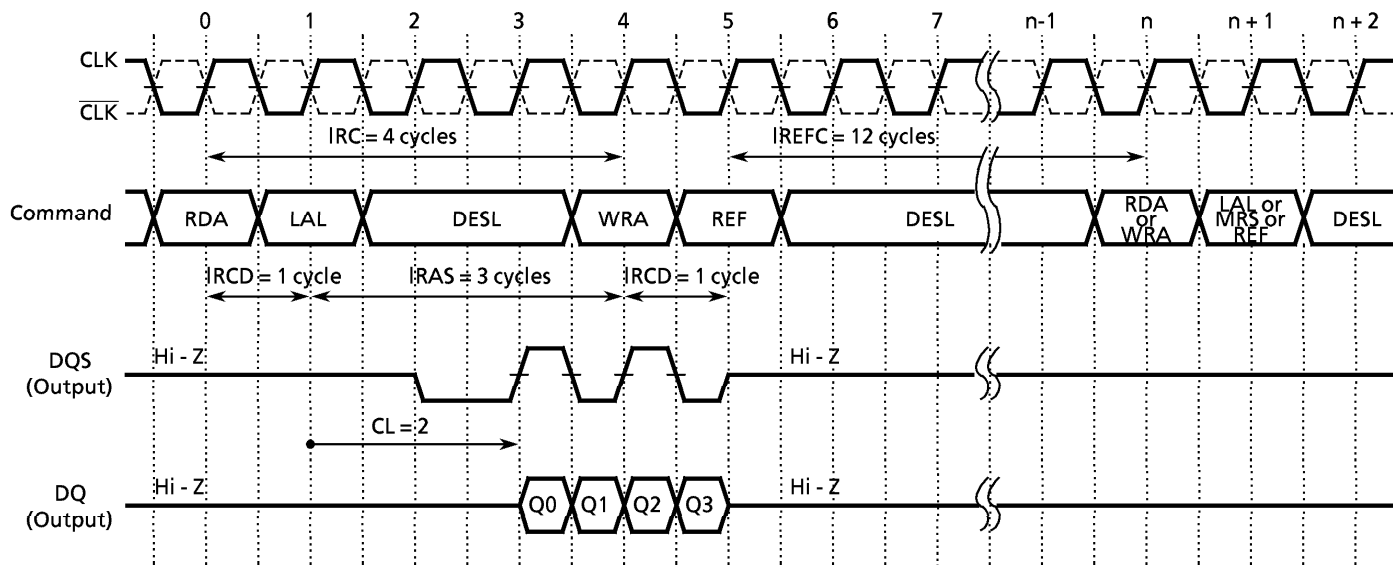 0 1 2 3 4 5 6 7 n-1 n n + 1 n + 2
CLK
CLK
lRC = 4 cycles lREFC = 12 cycles
Command RDA LAL DESL WRA REF DESL RDA or WRA LAL or MRS or REF DESL
lRCD = 1 cycle lRAS = 3 cycles lRCD = 1 cycle
DQS (Output) Hi - Z Hi - Z
CL = 2
DQ (Output) Hi - Z Q0 Q1 Q2 Q3 Hi - Z